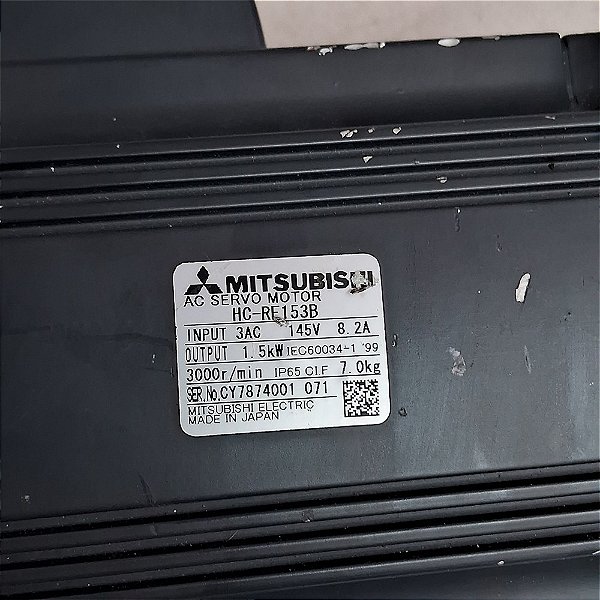 MITSUBISHI
AC SERVO MOTOR
HC-RF153B
INPUT 3AC 145V 8.2A
OUTPUT 1.5kW IEC60034-1 '99
3000r/min IP65 Cl.F 7.0kg
SER.No.CY7874001 071
MITSUBISHI ELECTRIC
MADE IN JAPAN